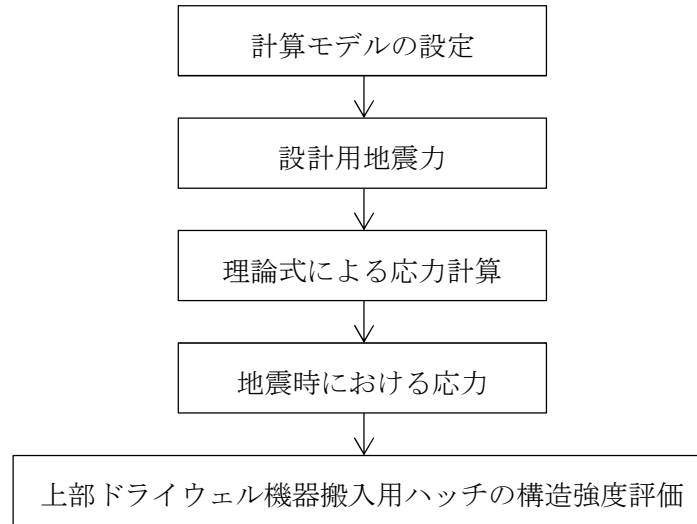 計算モデルの設定
設計用地震力
理論式による応力計算
地震時における応力
上部ドライウェル機器搬入用ハッチの構造強度評価